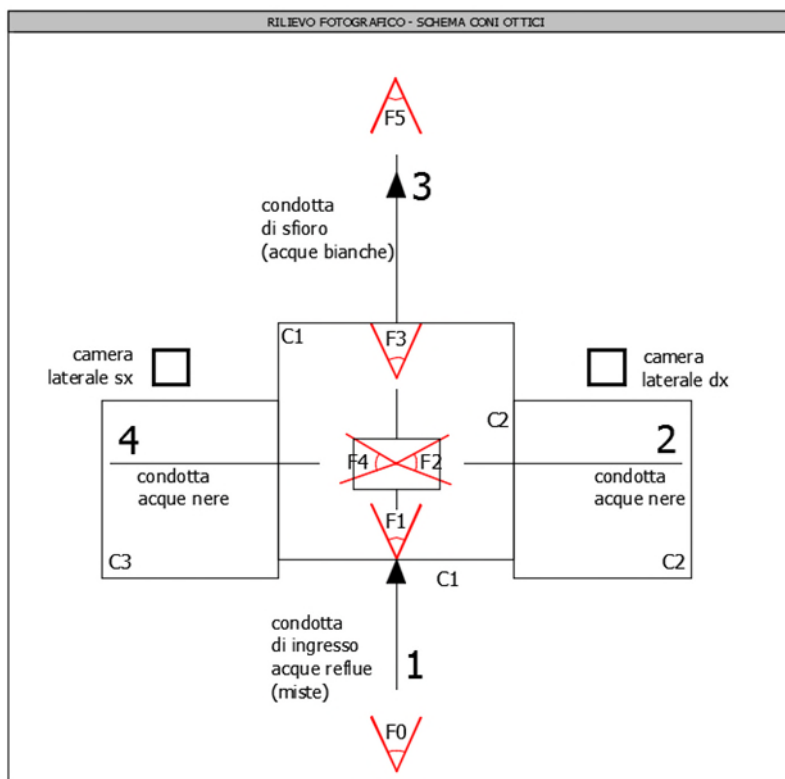 RILIEVO FOTOGRAFICO - SCHEMA CONI OTTICI
F5
3
condotta
di sfioro
(acque bianche)
C1
F3
camera
laterale sx
camera
laterale dx
C2
4
condotta
acque nere
F4
F2
2
condotta
acque nere
F1
C3
C1
C2
condotta
di ingresso
acque reflue
(miste)
1
F0